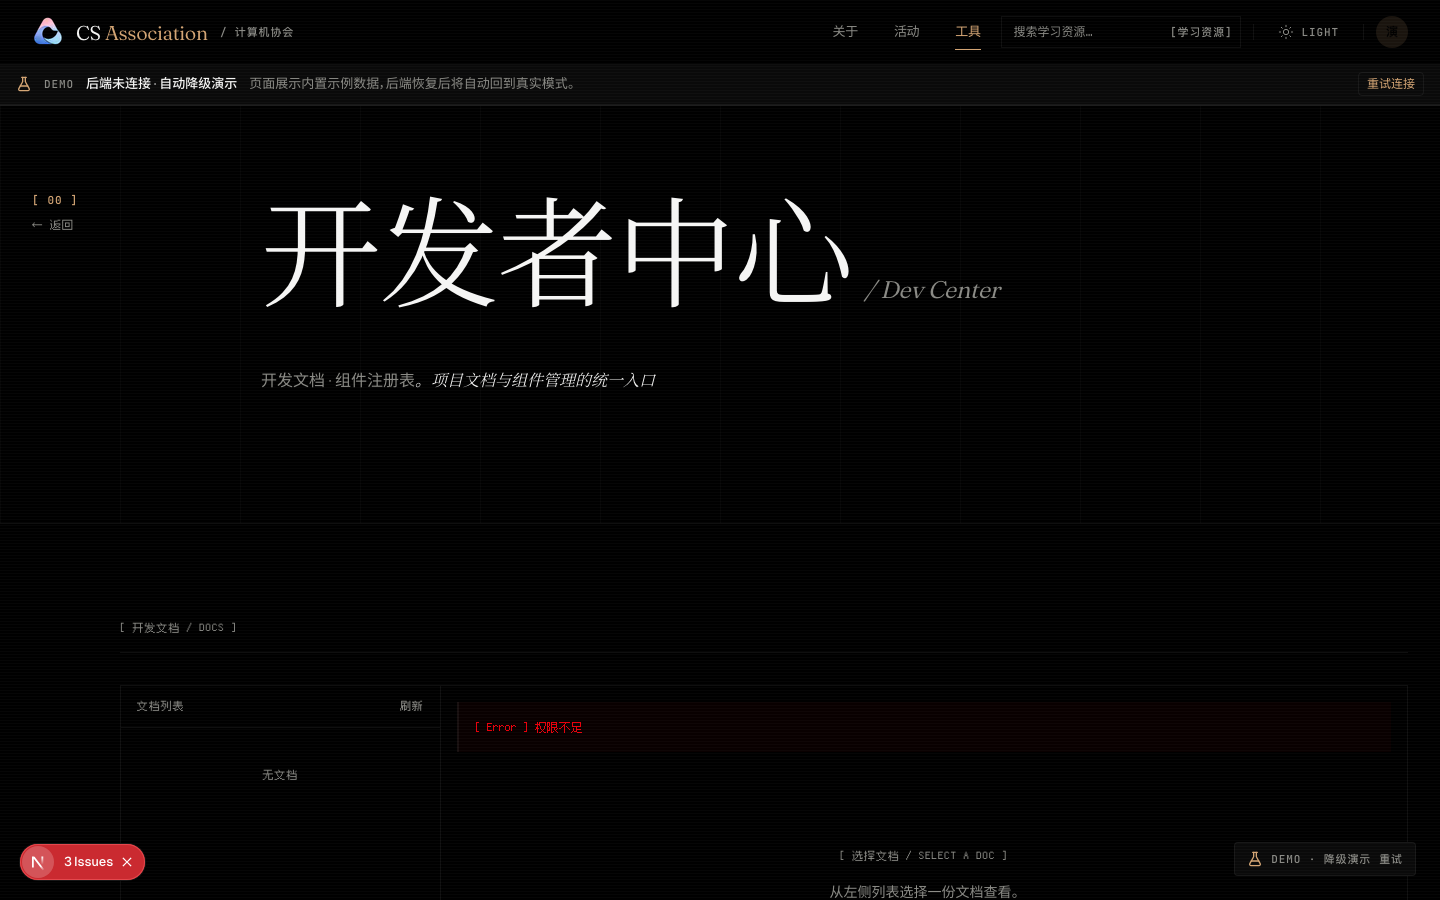 CS Association / 计算机协会
关于
活动
工具
搜索学习资源…
[学习资源]
LIGHT
演
DEMO 后端未连接 · 自动降级演示 页面展示内置示例数据，后端恢复后将自动回到真实模式。
重试连接
[ 00 ]
← 返回
开发者中心 / Dev Center
开发文档 · 组件注册表。项目文档与组件管理的统一入口
[ 开发文档 / DOCS ]
文档列表
刷新
[ Error ] 权限不足
无文档
[ 选择文档 / SELECT A DOC ]
从左侧列表选择一份文档查看。
N 3 Issues
DEMO · 降级演示 重试